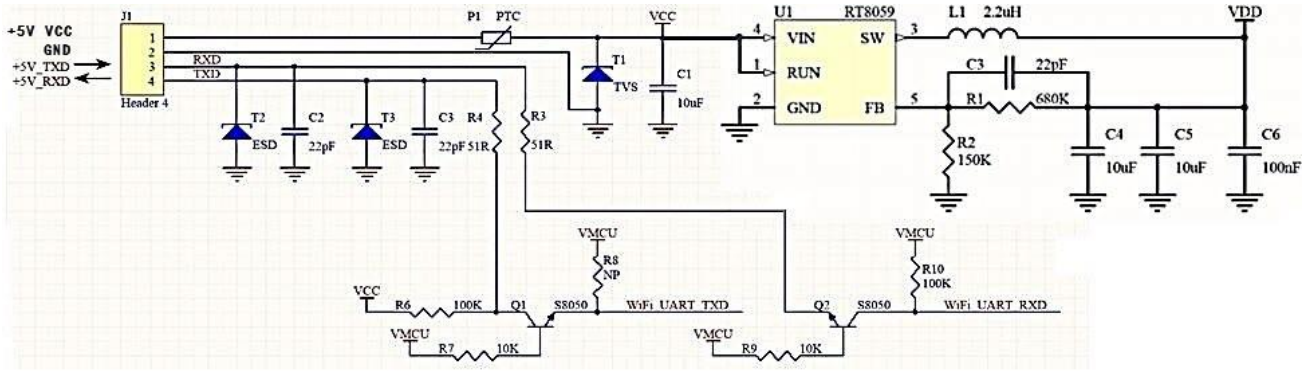 J1
+5V VCC
GND
+5V_TXD
+5V_RXD
1
2
3
4
Header 4
RXD
TXD
P1 PTC
VCC
T1
TVS
C1
10uF
U1 RT8059
4 VIN SW 3
1 RUN
2 GND FB 5
L1 2.2uH
VDD
C3 22pF
R1 680K
R2
150K
C4
10uF
C5
10uF
C6
100nF
T2
ESD
C2
22pF
T3
ESD
C3
22pF
R4
51R
R3
51R
VMCU
R8
NP
VCC
R6 100K
Q1 S8050
WiFi_UART_TXD
VMCU
R7 10K
VMCU
R10
100K
Q2 S8050
WiFi_UART_RXD
VMCU
R9 10K